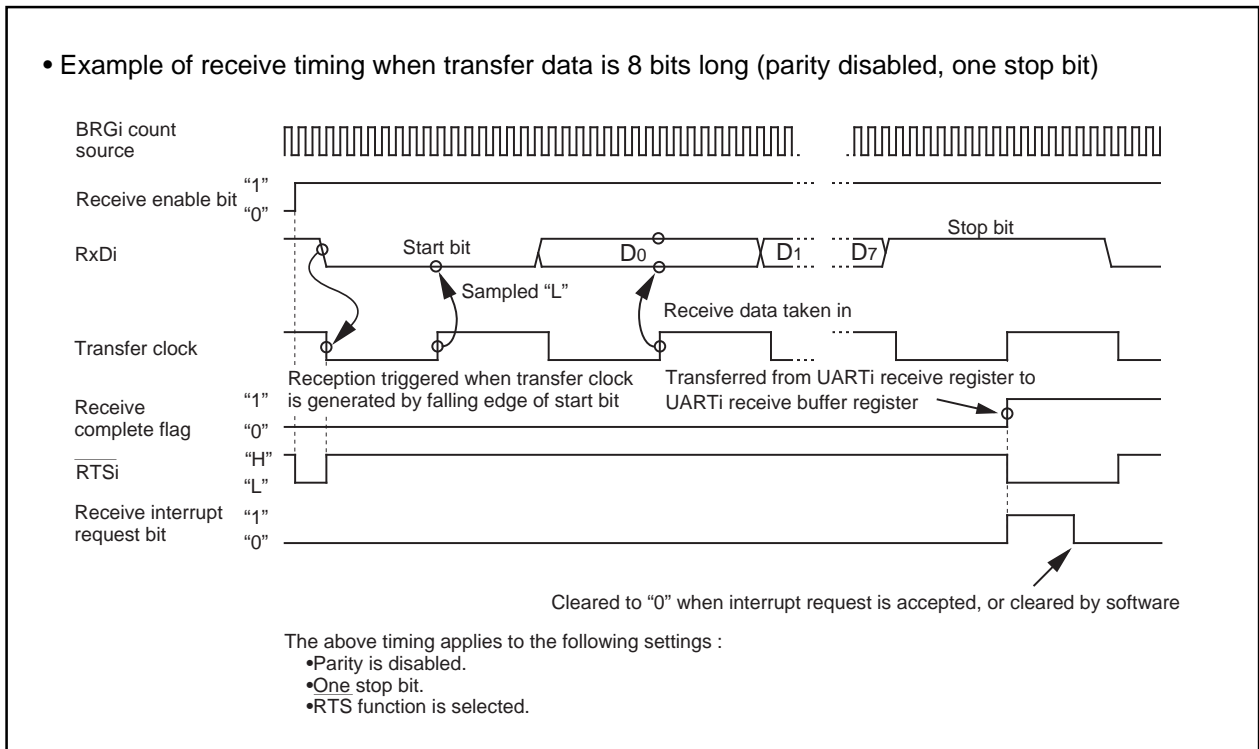 • Example of receive timing when transfer data is 8 bits long (parity disabled, one stop bit)
BRGi count
source
Receive enable bit
“1”
“0”
RxDi
Start bit
D0
D1
D7
Stop bit
Sampled “L”
Receive data taken in
Transfer clock
Reception triggered when transfer clock
is generated by falling edge of start bit
Transferred from UARTi receive register to
UARTi receive buffer register
Receive
complete flag
“1”
“0”
RTSi
“H”
“L”
Receive interrupt
request bit
“1”
“0”
Cleared to “0” when interrupt request is accepted, or cleared by software
The above timing applies to the following settings :
•Parity is disabled.
•One stop bit.
•RTS function is selected.